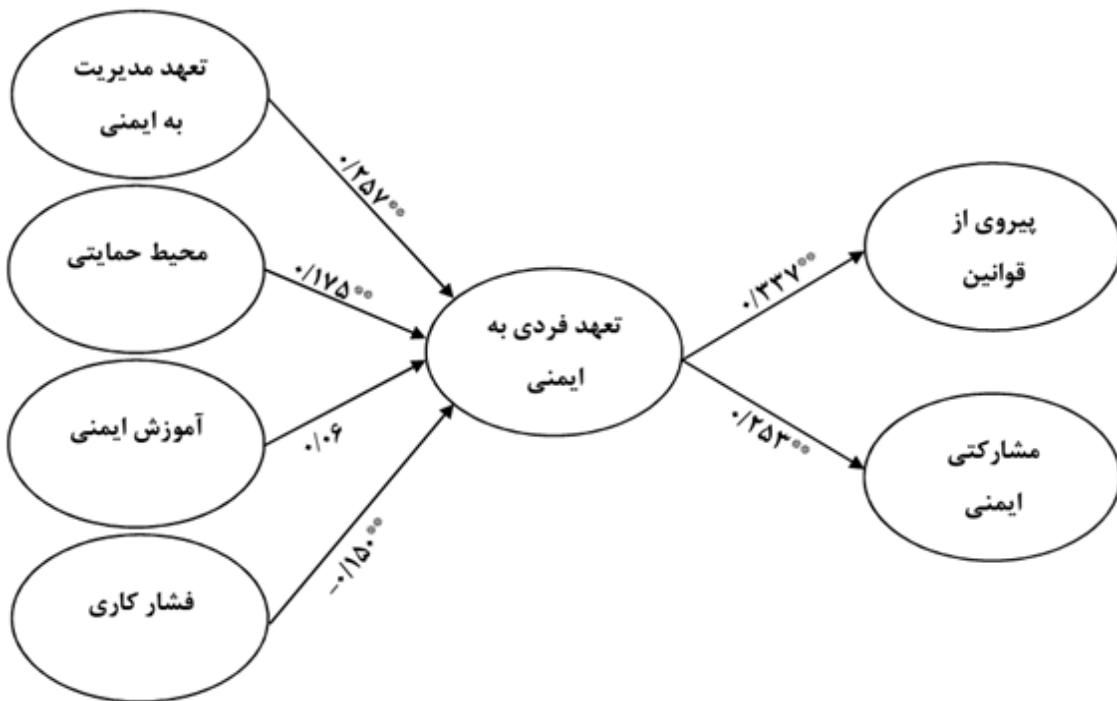 تعهد مدیریت
به ایمنی
۰/۲۵۷**
محیط حمایتی
۰/۱۷۵**
آموزش ایمنی
۰/۰۶
فشار کاری
–۰/۱۵۰**
تعهد فردی به
ایمنی
۰/۳۳۷**
پیروی از
قوانین
۰/۲۵۳**
مشارکتی
ایمنی